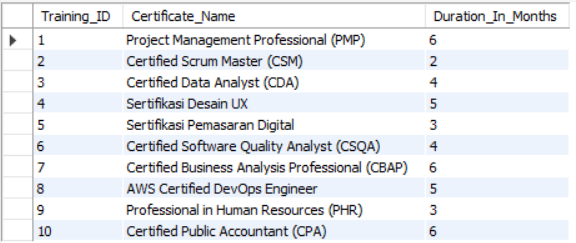 Training_ID Certificate_Name Duration_In_Months
1 Project Management Professional (PMP) 6
2 Certified Scrum Master (CSM) 2
3 Certified Data Analyst (CDA) 4
4 Sertifikasi Desain UX 5
5 Sertifikasi Pemasaran Digital 3
6 Certified Software Quality Analyst (CSQA) 4
7 Certified Business Analysis Professional (CBAP) 6
8 AWS Certified DevOps Engineer 5
9 Professional in Human Resources (PHR) 3
10 Certified Public Accountant (CPA) 6